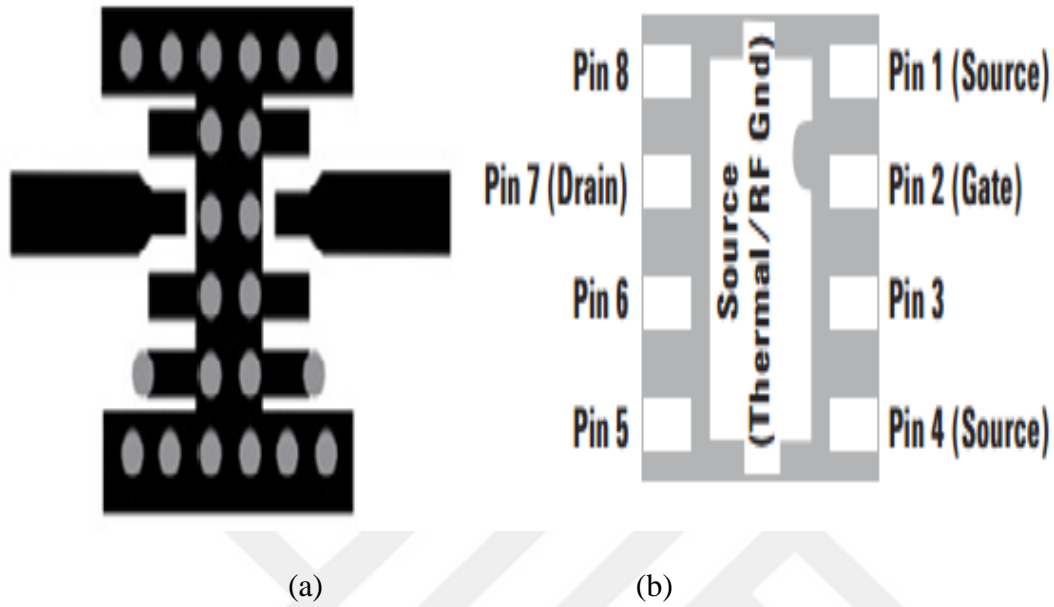 Pin 8
Pin 7 (Drain)
Pin 6
Pin 5
Source
(Thermal/RF Gnd)
Pin 1 (Source)
Pin 2 (Gate)
Pin 3
Pin 4 (Source)
(a)
(b)